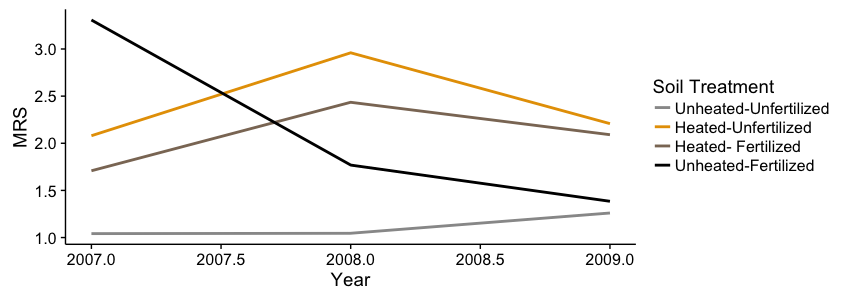 MRS
3.0
2.5
2.0
1.5
1.0
2007.0 2007.5 2008.0 2008.5 2009.0
Year
Soil Treatment
Unheated-Unfertilized
Heated-Unfertilized
Heated- Fertilized
Unheated-Fertilized